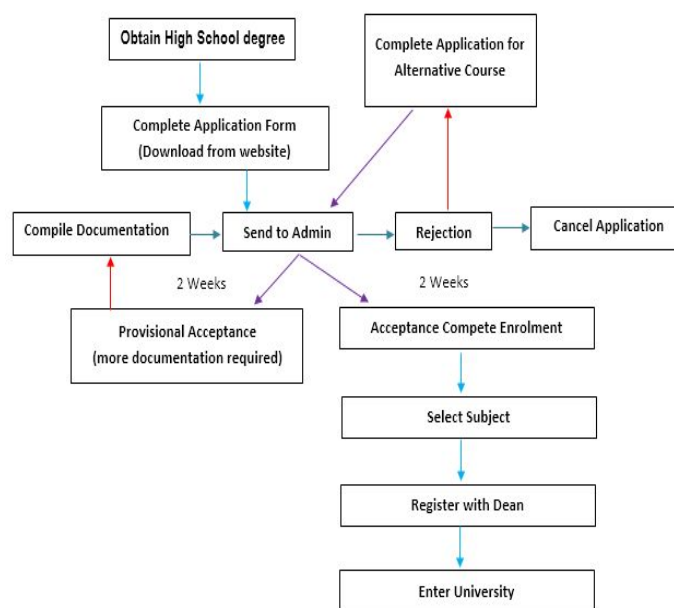 Obtain High School degree
Complete Application for
Alternative Course
Complete Application Form
(Download from website)
Compile Documentation
Send to Admin
Rejection
Cancel Application
2 Weeks
2 Weeks
Provisional Acceptance
(more documentation required)
Acceptance Compete Enrolment
Select Subject
Register with Dean
Enter University